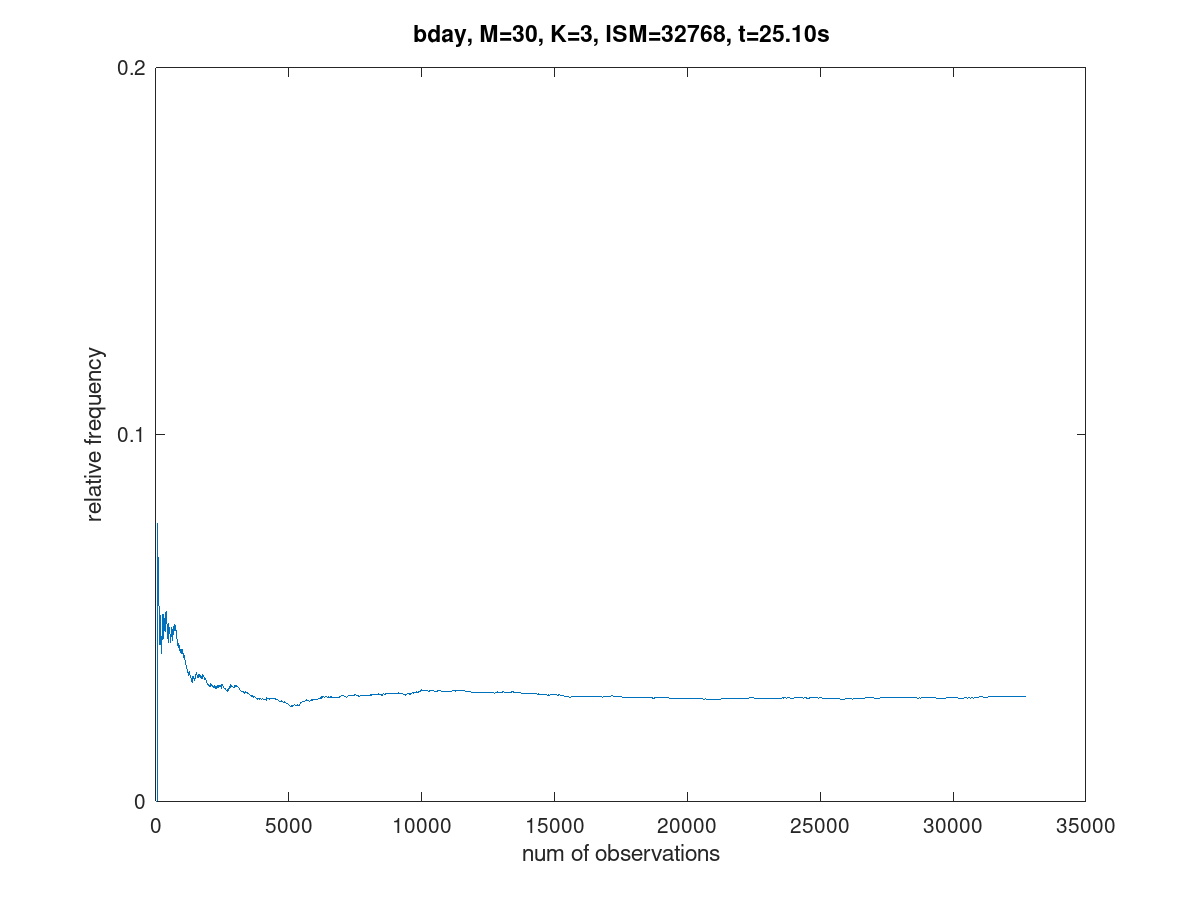 bday, M=30, K=3, ISM=32768, t=25.10s
0.2
0.1
0
relative frequency
0 5000 10000 15000 20000 25000 30000 35000
num of observations